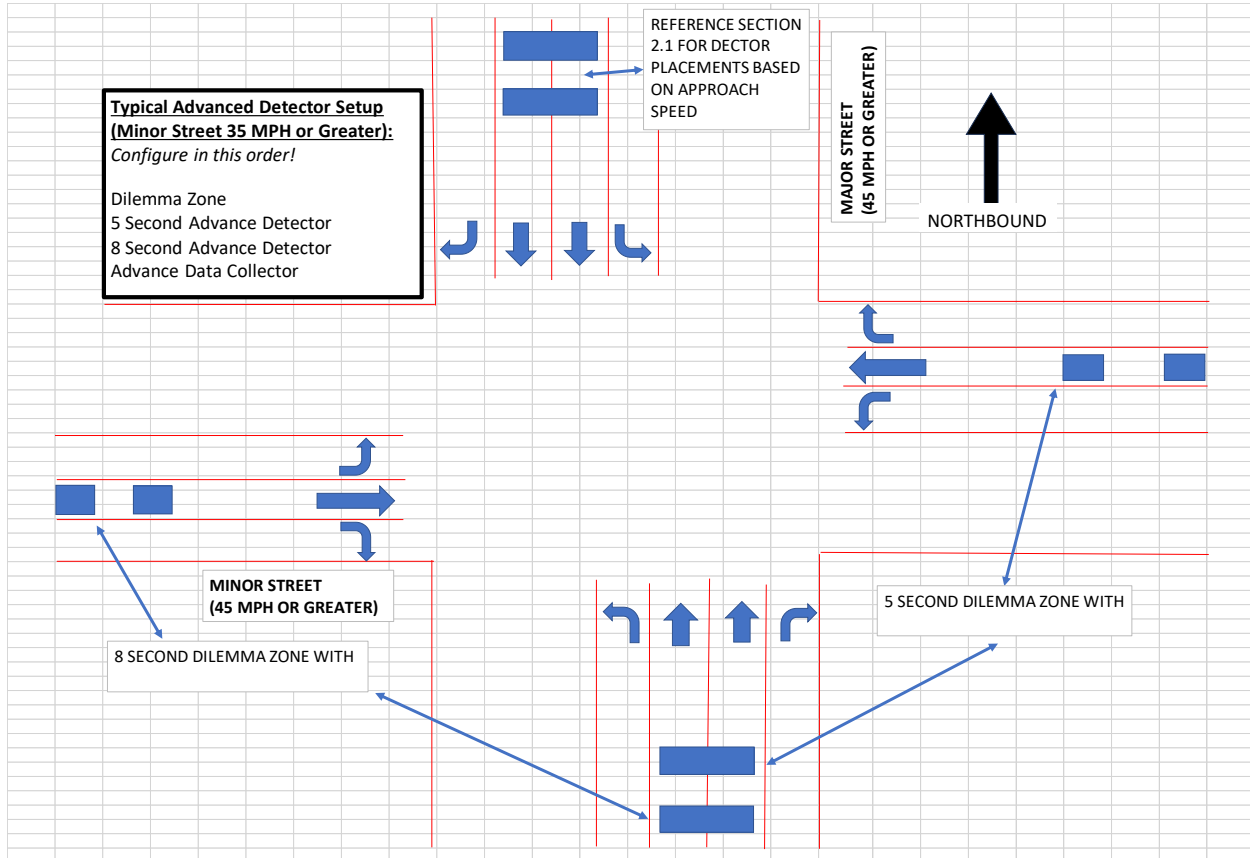 REFERENCE SECTION
2.1 FOR DECTOR
PLACEMENTS BASED
ON APPROACH
SPEED
Typical Advanced Detector Setup
(Minor Street 35 MPH or Greater):
Configure in this order!
Dilemma Zone
5 Second Advance Detector
8 Second Advance Detector
Advance Data Collector
MAJOR STREET
(45 MPH OR GREATER)
NORTHBOUND
MINOR STREET
(45 MPH OR GREATER)
5 SECOND DILEMMA ZONE WITH
8 SECOND DILEMMA ZONE WITH